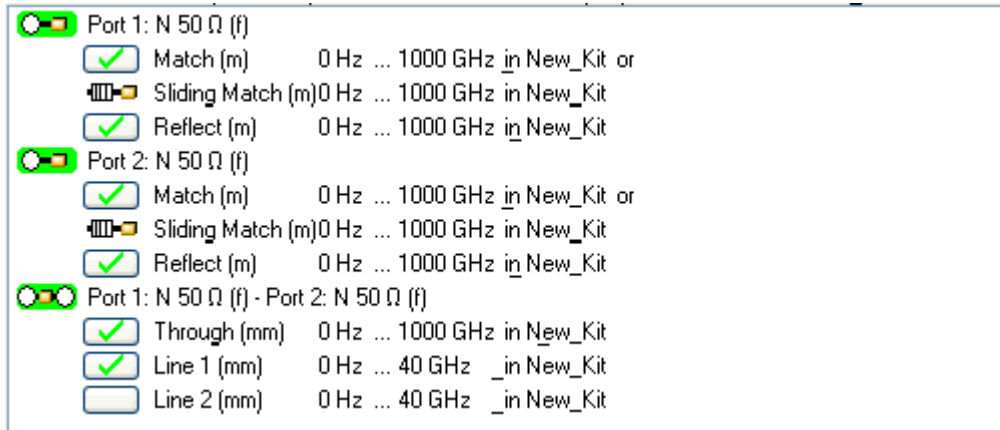 Port 1: N 50 Ω (f)
Match (m) 0 Hz ... 1000 GHz in New_Kit or
Sliding Match (m)0 Hz ... 1000 GHz in New_Kit
Reflect (m) 0 Hz ... 1000 GHz in New_Kit
Port 2: N 50 Ω (f)
Match (m) 0 Hz ... 1000 GHz in New_Kit or
Sliding Match (m)0 Hz ... 1000 GHz in New_Kit
Reflect (m) 0 Hz ... 1000 GHz in New_Kit
Port 1: N 50 Ω (f) - Port 2: N 50 Ω (f)
Through (mm) 0 Hz ... 1000 GHz in New_Kit
Line 1 (mm) 0 Hz ... 40 GHz _in New_Kit
Line 2 (mm) 0 Hz ... 40 GHz _in New_Kit